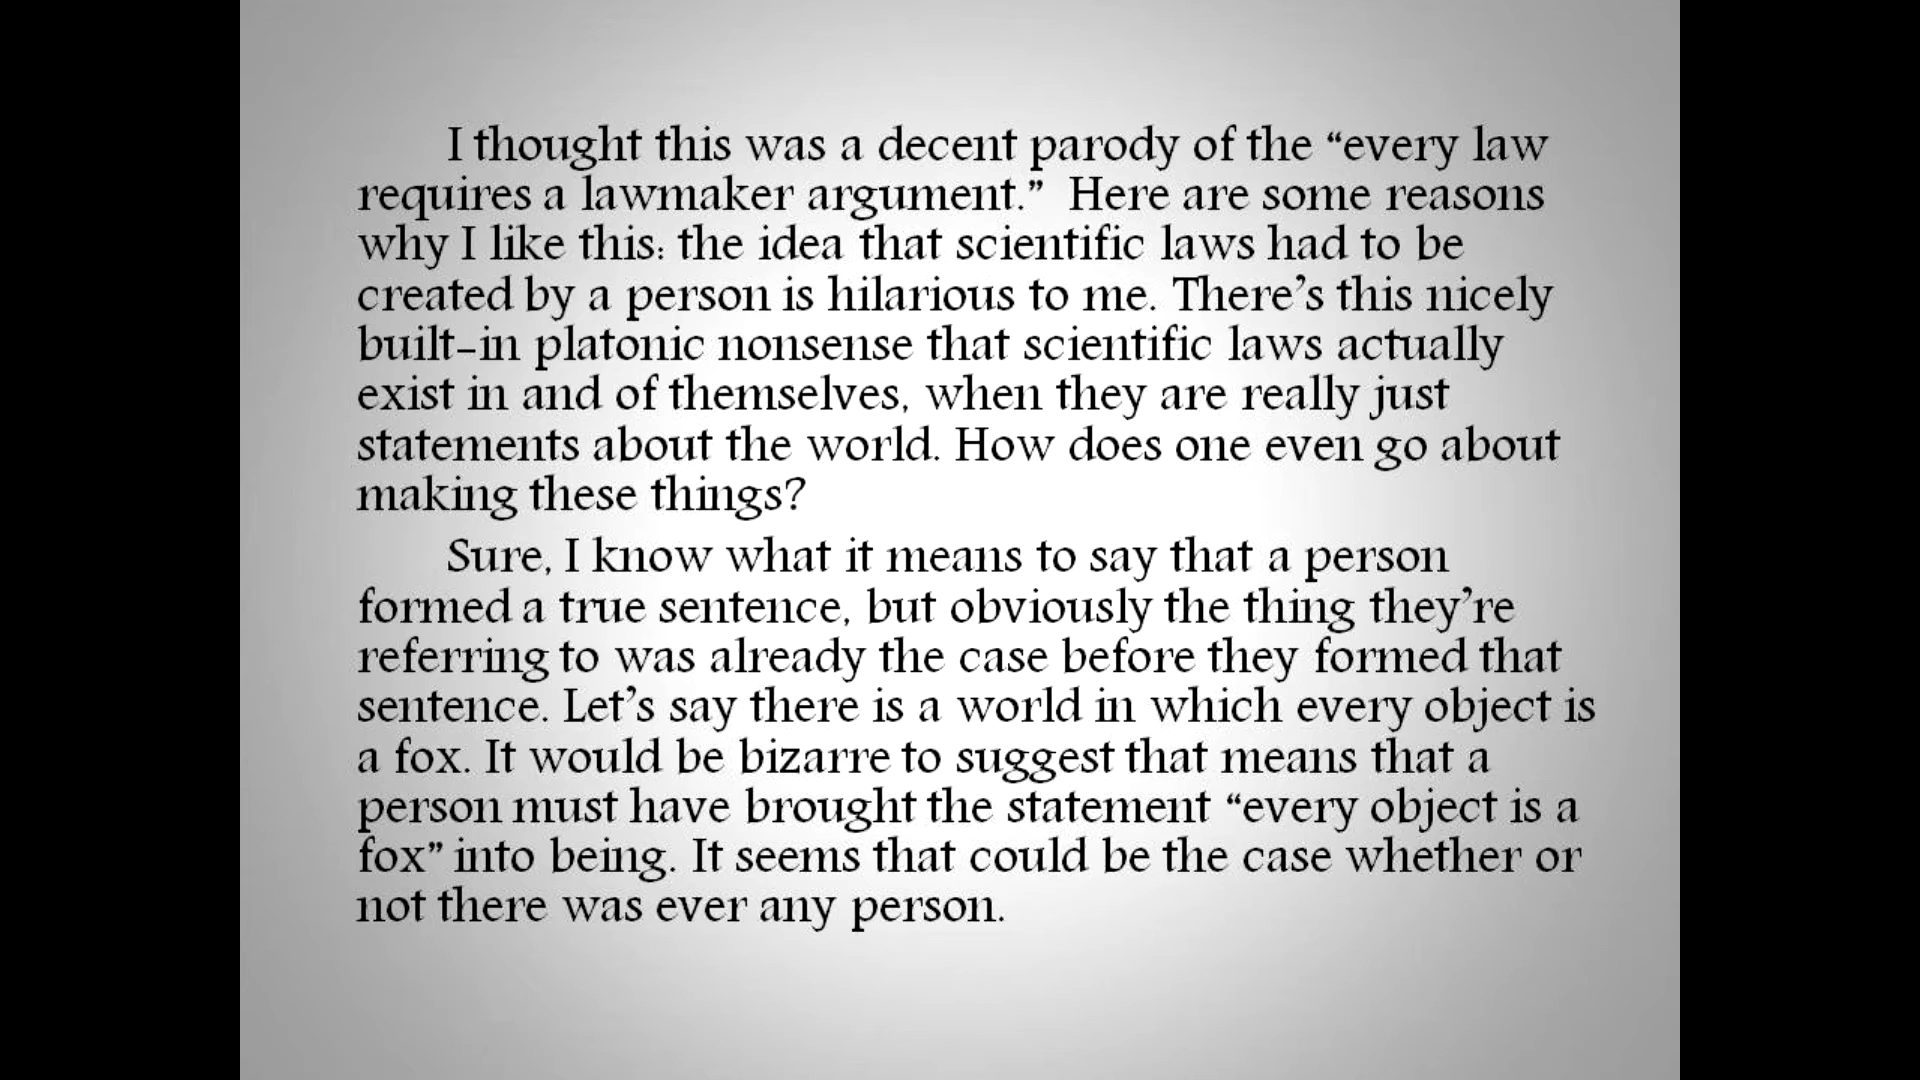 I thought this was a decent parody of the “every law
requires a lawmaker argument.”  Here are some reasons
why I like this: the idea that scientific laws had to be
created by a person is hilarious to me. There’s this nicely
built-in platonic nonsense that scientific laws actually
exist in and of themselves, when they are really just
statements about the world. How does one even go about
making these things?
Sure, I know what it means to say that a person
formed a true sentence, but obviously the thing they’re
referring to was already the case before they formed that
sentence. Let’s say there is a world in which every object is
a fox. It would be bizarre to suggest that means that a
person must have brought the statement “every object is a
fox” into being. It seems that could be the case whether or
not there was ever any person.